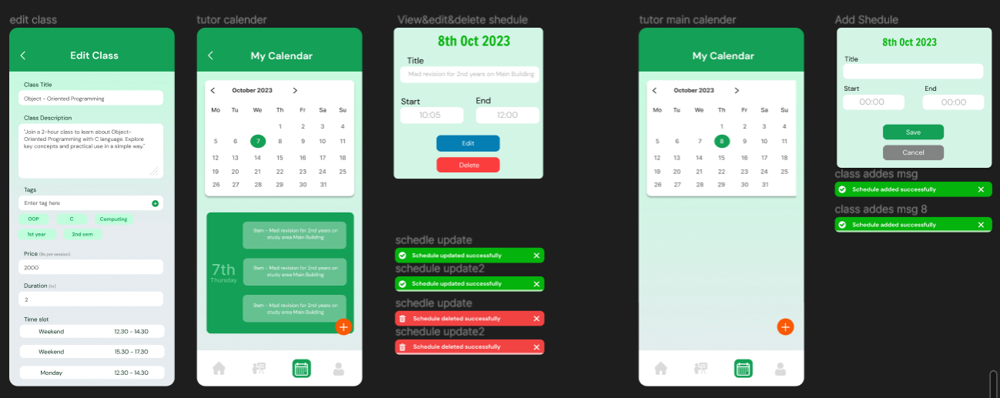 edit class
Edit Class
Class Title
Object - Oriented Programming
Class Description
"Join a 2-hour class to learn about Object-
Oriented Programming with C language. Explore
key concepts and practical use in a simple way."
Tags
Enter tag here
OOP C Computing
1st year 2nd sem
Price (Rs.pre session)
2000
Duration (hr)
2
Time slot
Weekend 12.30 - 14.30
Weekend 15.30 - 17.30
Monday 12.30 - 14.30
tutor calender
My Calendar
October 2023
Mo Tu We Th Fr Sa Su
1 2 3 4
5 6 7 8 9 10 11
12 13 14 15 16 17 18
19 20 21 22 23 24 25
26 27 28 29 30 31
7th
Thursday
9am - Mad revision for 2nd years on
study area Main Building
9am - Mad revision for 2nd years on
study area Main Building
9am - Mad revision for 2nd years on
study area Main Building
View&edit&delete shedule
8th Oct 2023
Title
Mad revision for 2nd years on Main Building
Start End
10:05 12:00
Edit
Delete
schedle update
Schedule updated successfully
schedule update2
Schedule updated successfully
schedle update
Schedule deleted successfully
schedule update2
Schedule deleted successfully
tutor main calender
My Calendar
October 2023
Mo Tu We Th Fr Sa Su
1 2 3 4
5 6 7 8 9 10 11
12 13 14 15 16 17 18
19 20 21 22 23 24 25
26 27 28 29 30 31
Add Shedule
8th Oct 2023
Title
Start End
00:00 00:00
Save
Cancel
class addes msg
Schedule added successfully
class addes msg 8
Schedule added successfully